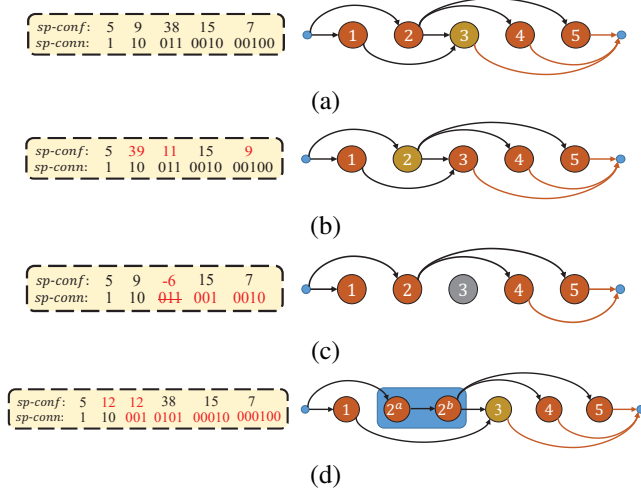 sp-conf: 5 9 38 15 7
sp-conn: 1 10 011 0010 00100
1 2 3 4 5
(a)
sp-conf: 5 39 11 15 9
sp-conn: 1 10 011 0010 00100
1 2 3 4 5
(b)
sp-conf: 5 9 -6 15 7
sp-conn: 1 10 011 001 0010
1 2 3 4 5
(c)
sp-conf: 5 12 12 38 15 7
sp-conn: 1 10 001 0101 00010 000100
1 2ᵃ 2ᵇ 3 4 5
(d)